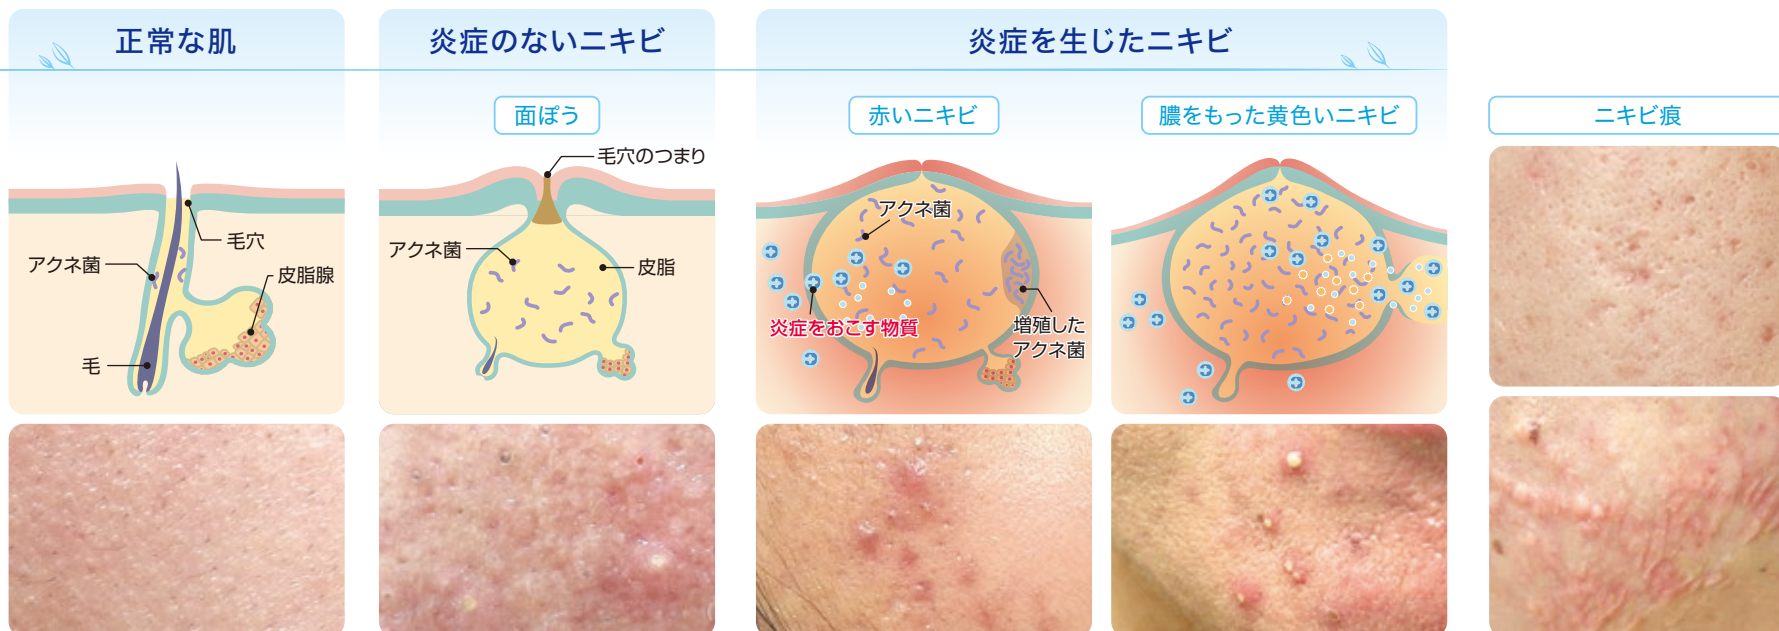 正常な肌
炎症のないニキビ
炎症を生じたニキビ
面ぽう
赤いニキビ
膿をもった黄色いニキビ
ニキビ痕
毛穴
アクネ菌
皮脂腺
毛
毛穴のつまり
アクネ菌
皮脂
アクネ菌
炎症をおこす物質
増殖した
アクネ菌